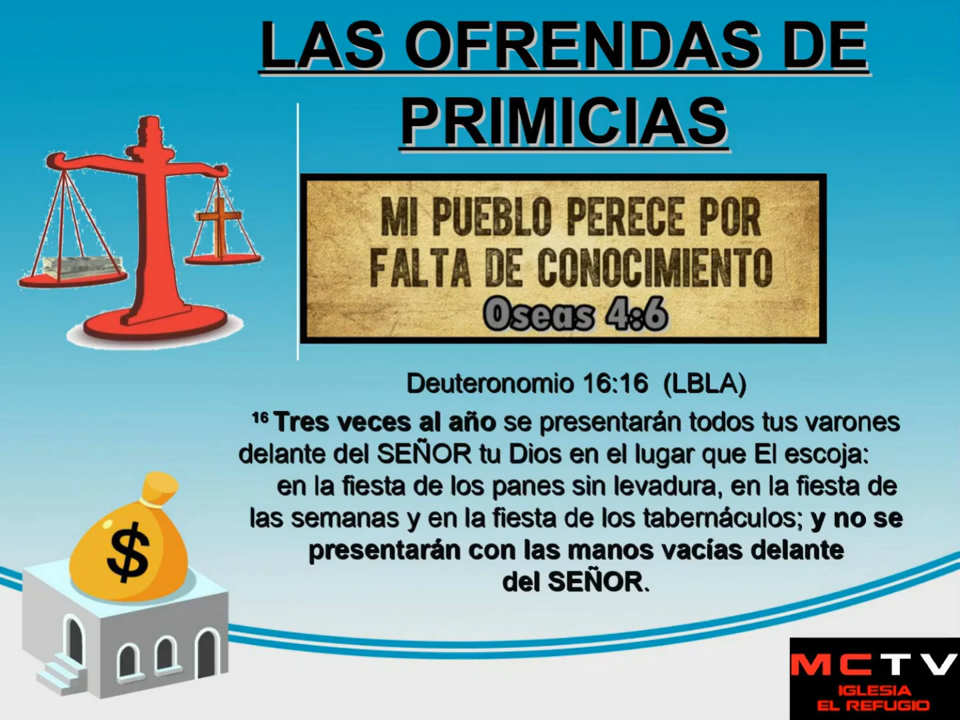 LAS OFRENDAS DE
PRIMICIAS
MI PUEBLO PERECE POR
FALTA DE CONOCIMIENTO
Oseas 4:6
Deuteronomio 16:16 (LBLA)
16 Tres veces al año se presentarán todos tus varones
delante del SEÑOR tu Dios en el lugar que El escoja:
en la fiesta de los panes sin levadura, en la fiesta de
las semanas y en la fiesta de los tabernáculos; y no se
presentarán con las manos vacías delante
del SEÑOR.
$
MCTV
IGLESIA
EL REFUGIO